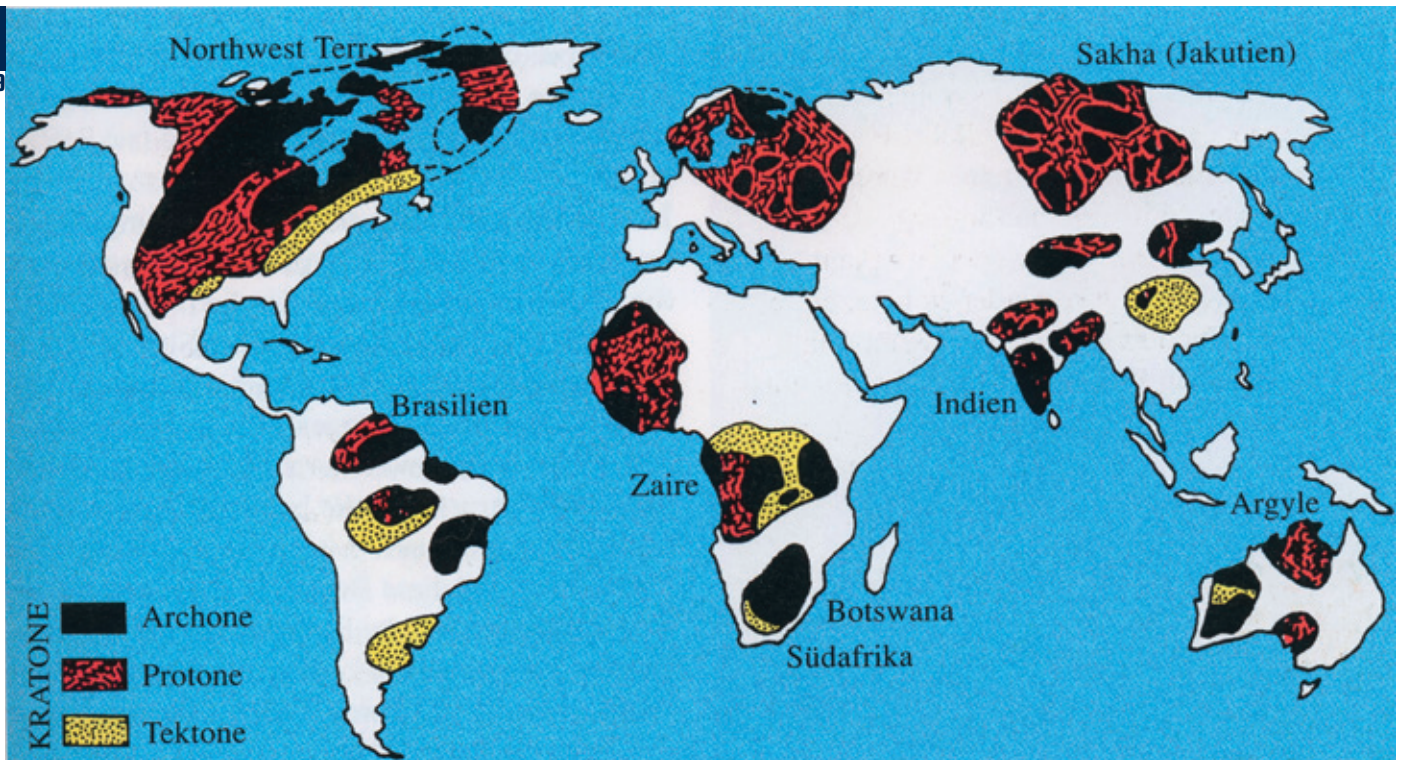 Northwest Terr.
Sakha (Jakutien)
Brasilien
Indien
Zaire
Argyle
Botswana
Südafrika
KRATONE
Archone
Protone
Tektone